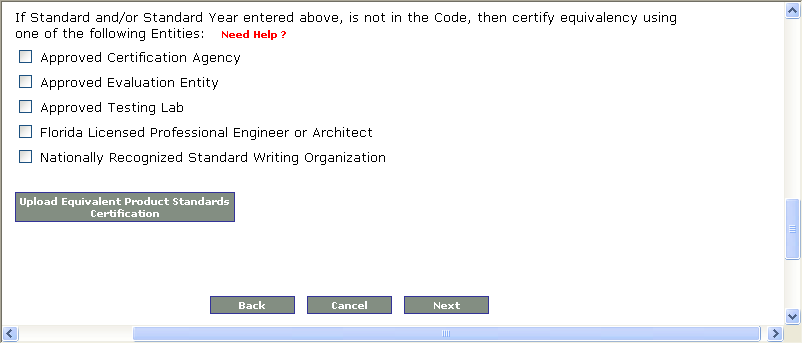 If Standard and/or Standard Year entered above, is not in the Code, then certify equivalency using
one of the following Entities: Need Help ?
Approved Certification Agency
Approved Evaluation Entity
Approved Testing Lab
Florida Licensed Professional Engineer or Architect
Nationally Recognized Standard Writing Organization
Upload Equivalent Product Standards
Certification
Back Cancel Next